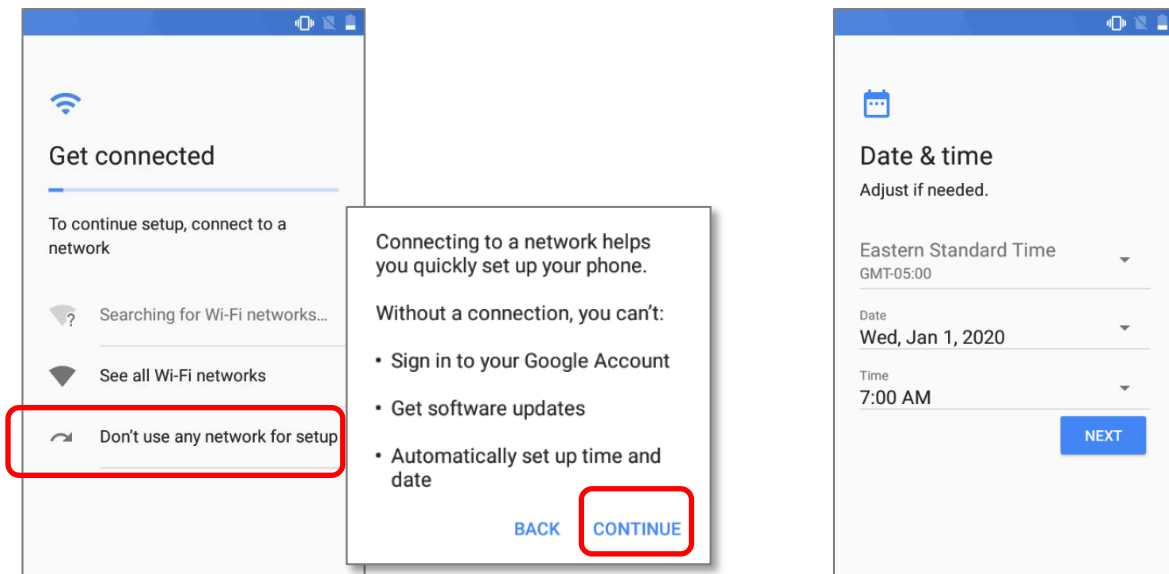 Get connected
To continue setup, connect to a
network
Searching for Wi-Fi networks...
See all Wi-Fi networks
Don't use any network for setup
Connecting to a network helps
you quickly set up your phone.
Without a connection, you can't:
• Sign in to your Google Account
• Get software updates
• Automatically set up time and
date
BACK CONTINUE
Date & time
Adjust if needed.
Eastern Standard Time
GMT-05:00
Date
Wed, Jan 1, 2020
Time
7:00 AM
NEXT